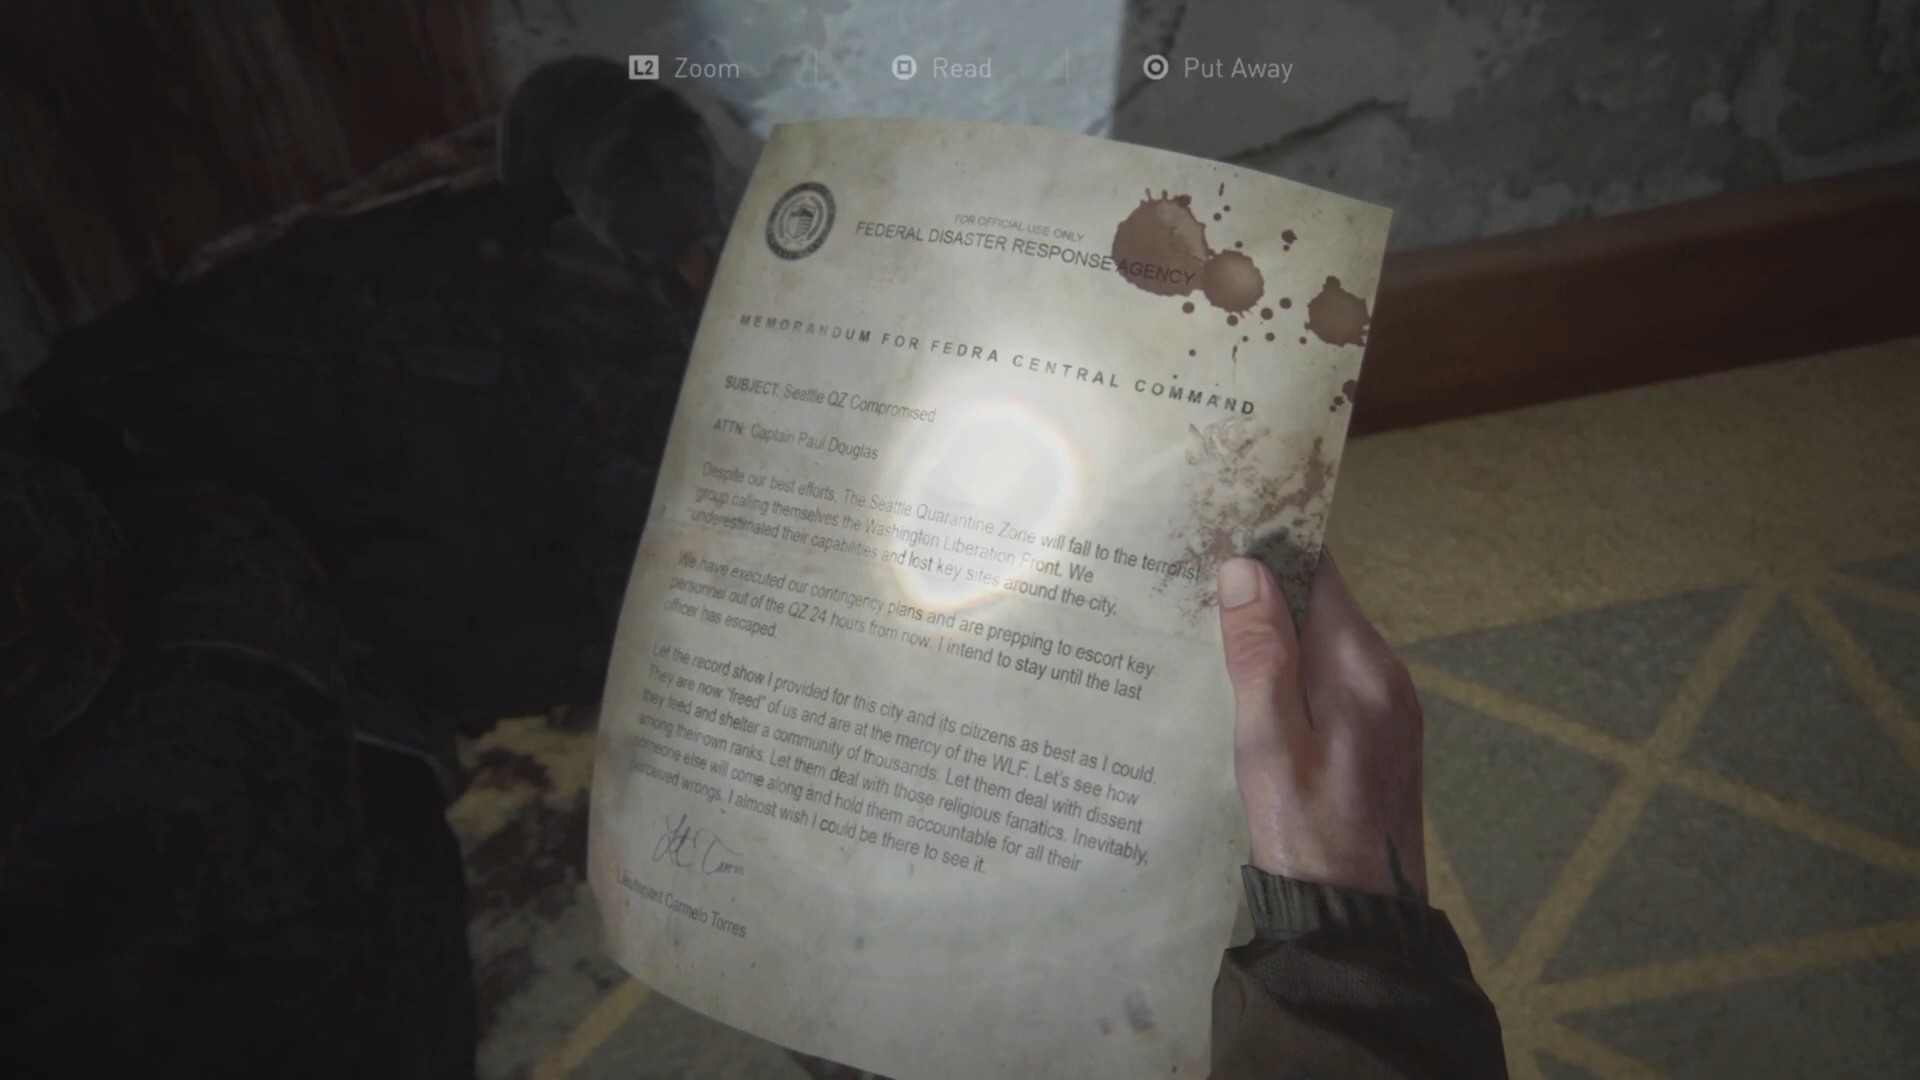 L2 Zoom
Read
Put Away
FOR OFFICIAL USE ONLY
FEDERAL DISASTER RESPONSE AGENCY
MEMORANDUM FOR FEDRA CENTRAL COMMAND
SUBJECT: Seattle QZ Compromised
ATTN: Captain Paul Douglas
Despite our best efforts, The Seattle Quarantine Zone will fall to the terrorist
group calling themselves the Washington Liberation Front. We
underestimated their capabilities and lost key sites around the city.
We have executed our contingency plans and are prepping to escort key
personnel out of the QZ 24 hours from now. I intend to stay until the last
officer has escaped.
Let the record show I provided for this city and its citizens as best as I could.
They are now "freed" of us and are at the mercy of the WLF. Let's see how
they feed and shelter a community of thousands. Let them deal with dissent
among their own ranks. Let them deal with those religious fanatics. Inevitably,
someone else will come along and hold them accountable for all their
perceived wrongs. I almost wish I could be there to see it.
Lieutenant Carmelo Torres